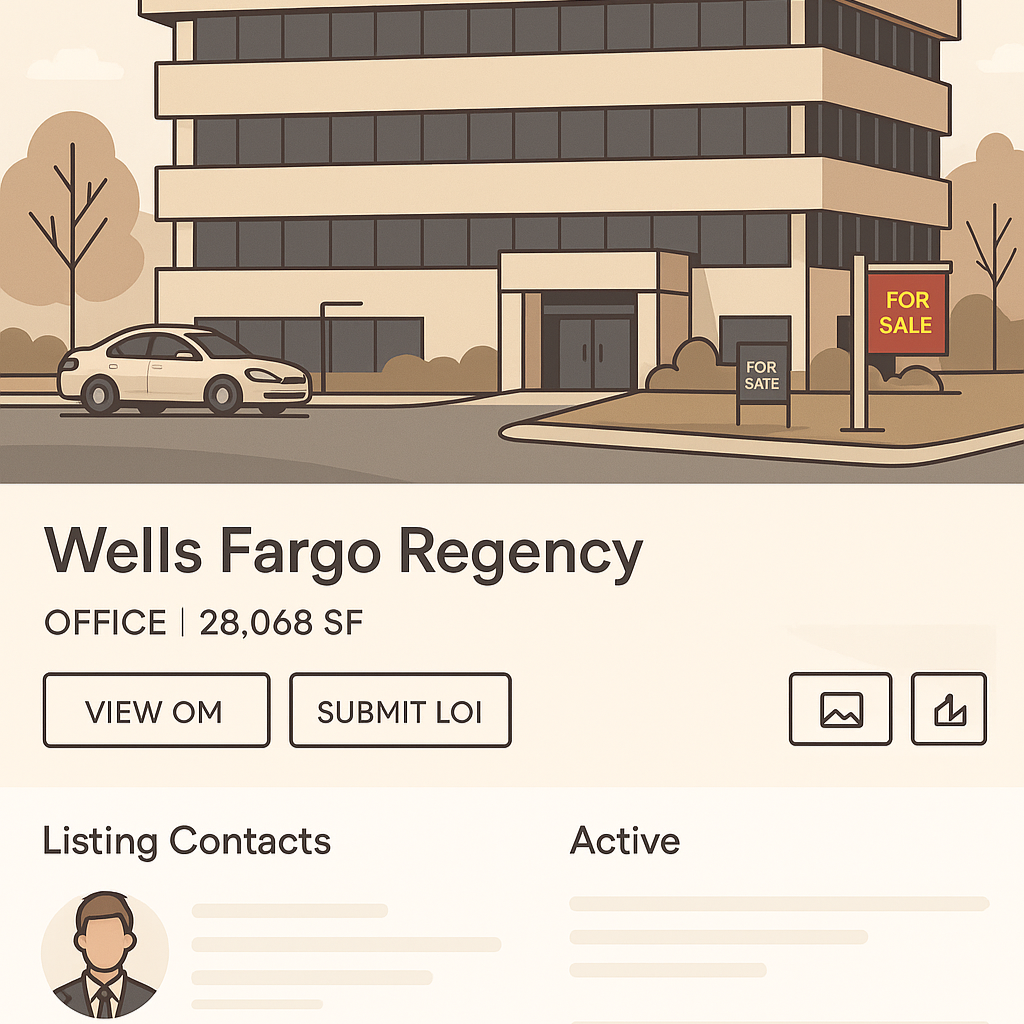 FOR
SALE
FOR
SATE
Wells Fargo Regency
OFFICE | 28,068 SF
VIEW OM
SUBMIT LOI
Listing Contacts
Active